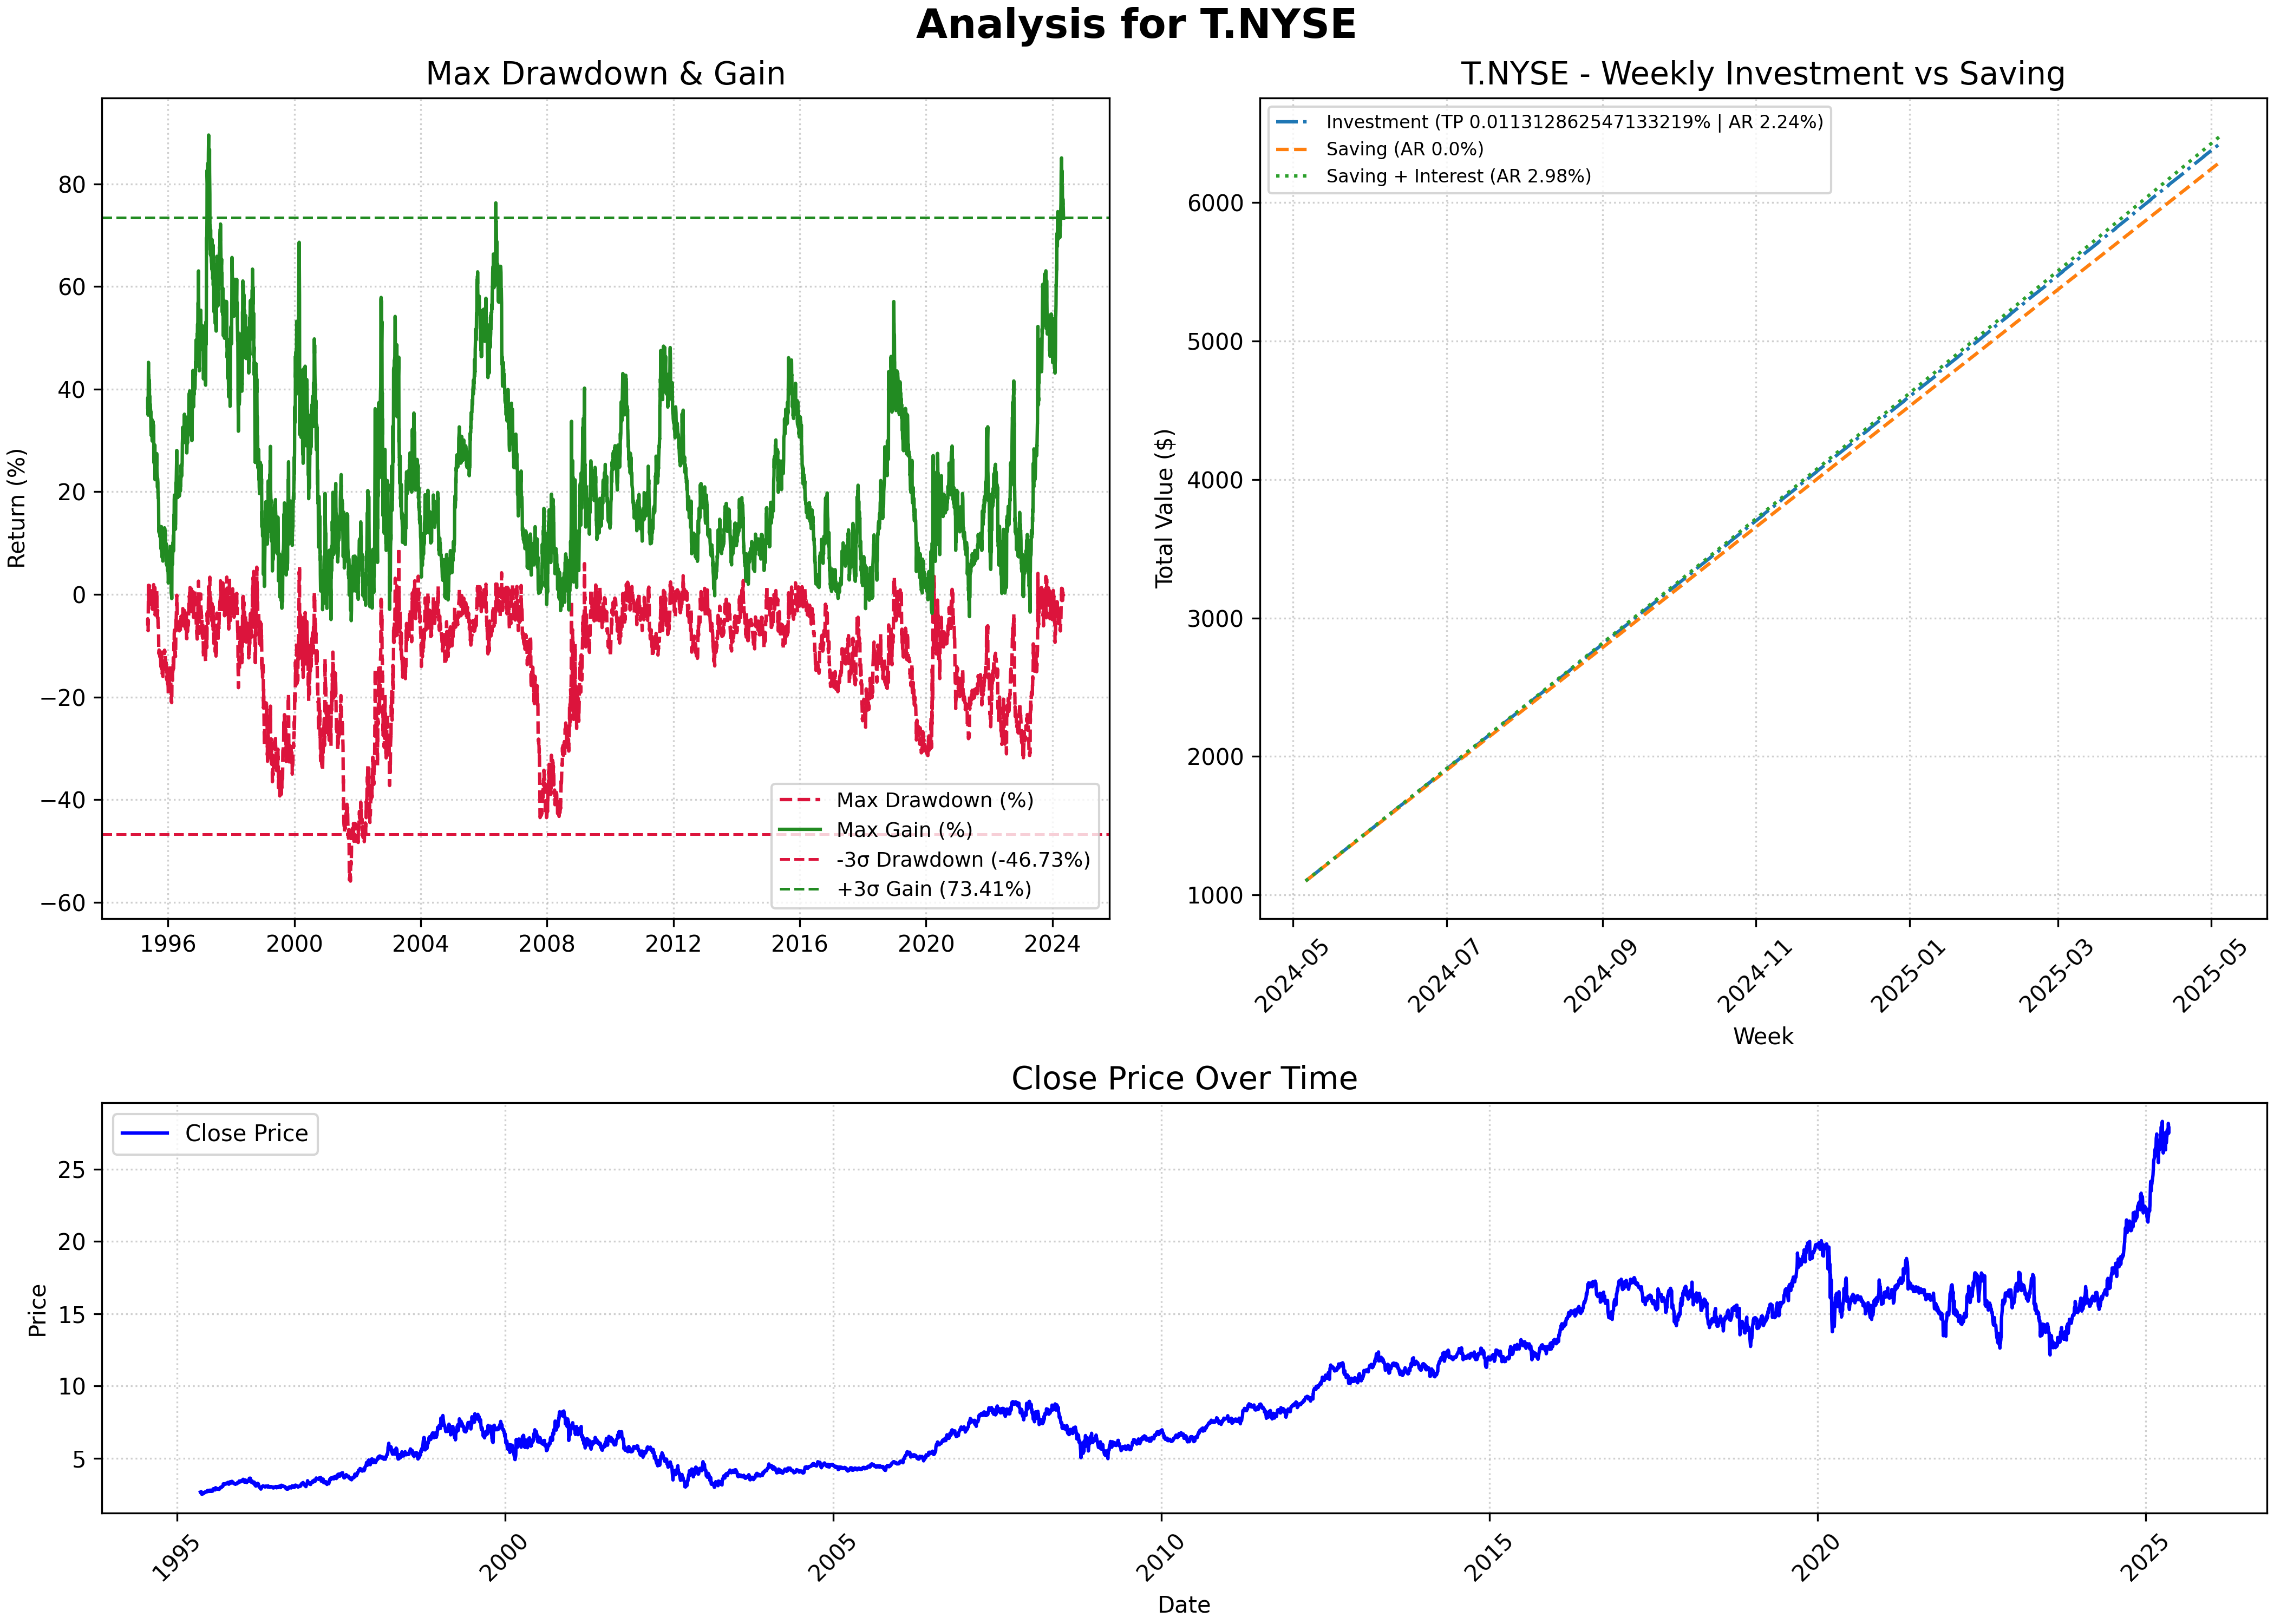 Analysis for T.NYSE
Max Drawdown & Gain
Return (%)
80
60
40
20
0
−20
−40
−60
1996 2000 2004 2008 2012 2016 2020 2024
Max Drawdown (%)
Max Gain (%)
-3σ Drawdown (-46.73%)
+3σ Gain (73.41%)
T.NYSE - Weekly Investment vs Saving
Investment (TP 0.011312862547133219% | AR 2.24%)
Saving (AR 0.0%)
Saving + Interest (AR 2.98%)
Total Value ($)
6000
5000
4000
3000
2000
1000
2024-05 2024-07 2024-09 2024-11 2025-01 2025-03 2025-05
Week
Close Price Over Time
Close Price
Price
25
20
15
10
5
1995 2000 2005 2010 2015 2020 2025
Date